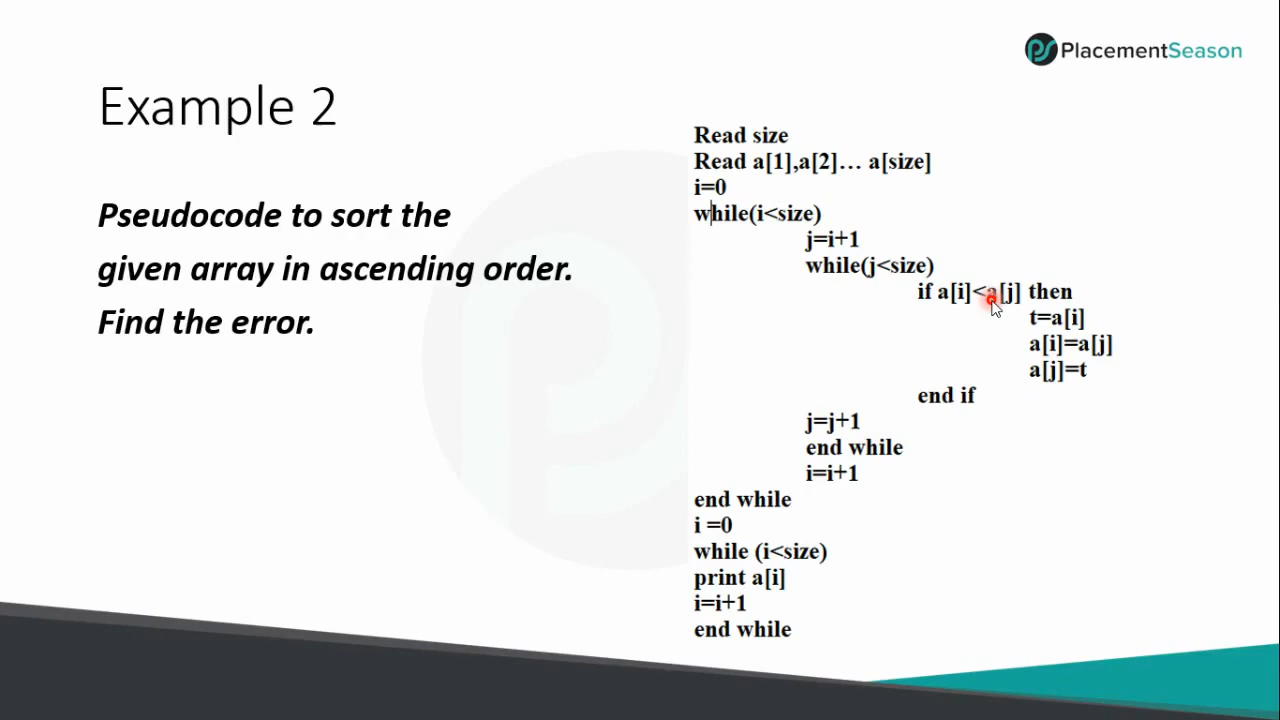 PlacementSeason
Example 2
Pseudocode to sort the
given array in ascending order.
Find the error.
Read size
Read a[1],a[2]… a[size]
i=0
while(i<size)
j=i+1
while(j<size)
if a[i]<a[j] then
t=a[i]
a[i]=a[j]
a[j]=t
end if
j=j+1
end while
i=i+1
end while
i =0
while (i<size)
print a[i]
i=i+1
end while